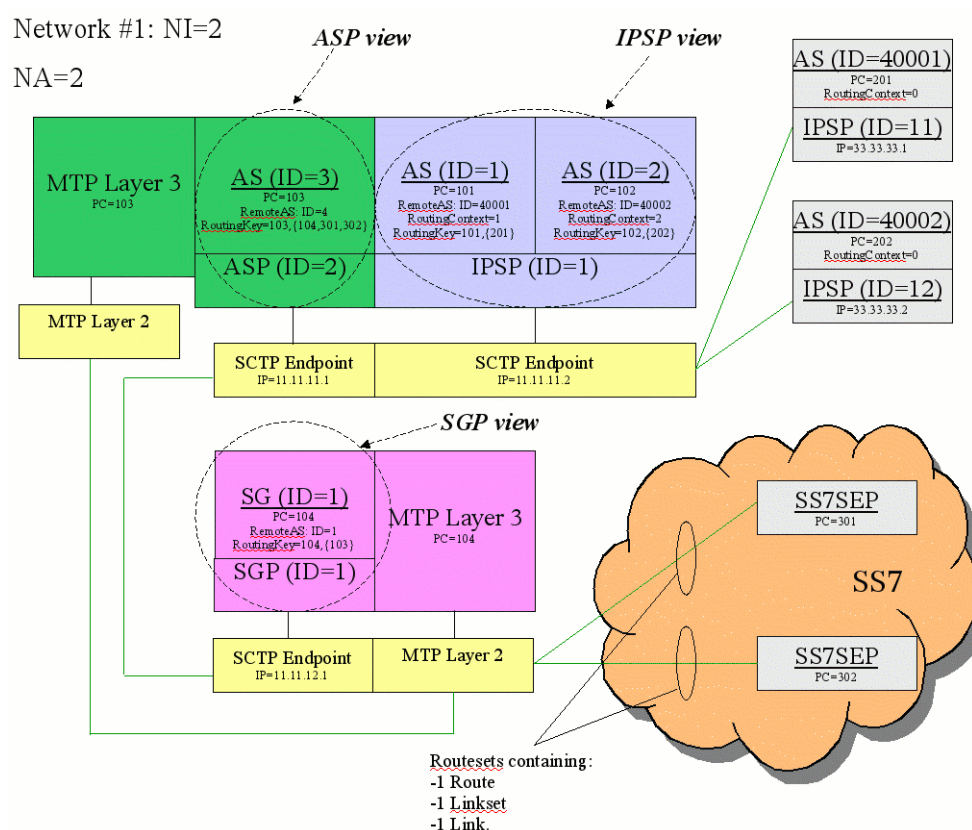 Network #1: NI=2
NA=2
ASP view
IPSP view
AS (ID=40001)
PC=201
RoutingContext=0
IPSP (ID=11)
IP=33.33.33.1
MTP Layer 3
PC=103
AS (ID=3)
PC=103
RemoteAS: ID=4
RoutingKey=103,{104,301,302}
ASP (ID=2)
AS (ID=1)
PC=101
RemoteAS: ID=40001
RoutingContext=1
RoutingKey=101,{201}
AS (ID=2)
PC=102
RemoteAS: ID=40002
RoutingContext=2
RoutingKey=102,{202}
IPSP (ID=1)
AS (ID=40002)
PC=202
RoutingContext=0
IPSP (ID=12)
IP=33.33.33.2
MTP Layer 2
SCTP Endpoint
IP=11.11.11.1
SCTP Endpoint
IP=11.11.11.2
SGP view
SG (ID=1)
PC=104
RemoteAS: ID=1
RoutingKey=104,{103}
SGP (ID=1)
MTP Layer 3
PC=104
SCTP Endpoint
IP=11.11.12.1
MTP Layer 2
SS7SEP
PC=301
SS7
SS7SEP
PC=302
Routesets containing:
-1 Route
-1 Linkset
-1 Link.